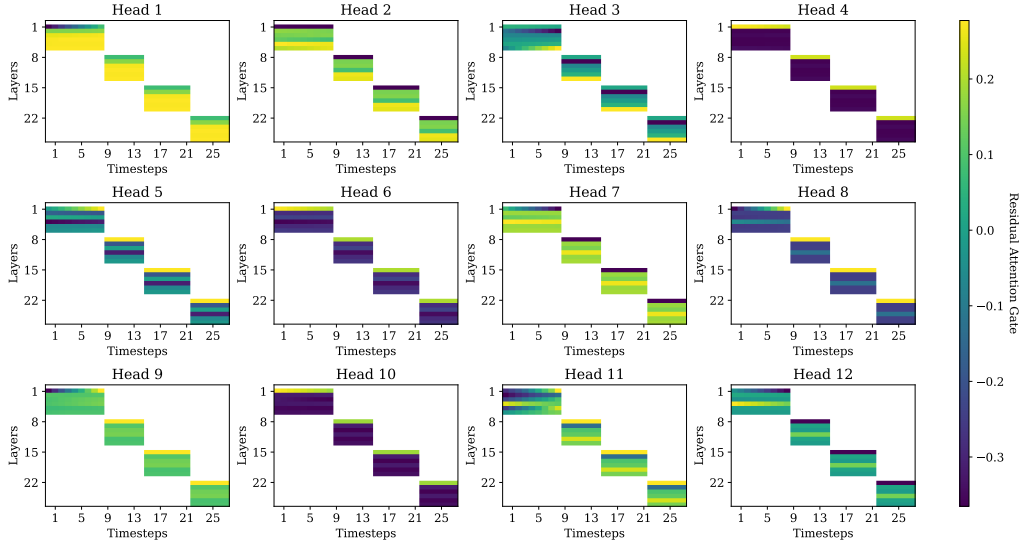 Head 1
Head 2
Head 3
Head 4
Layers
1
8
15
22
1 5 9 13 17 21 25
Timesteps
Layers
1
8
15
22
1 5 9 13 17 21 25
Timesteps
Layers
1
8
15
22
1 5 9 13 17 21 25
Timesteps
Layers
1
8
15
22
1 5 9 13 17 21 25
Timesteps
Head 5
Head 6
Head 7
Head 8
Layers
1
8
15
22
1 5 9 13 17 21 25
Timesteps
Layers
1
8
15
22
1 5 9 13 17 21 25
Timesteps
Layers
1
8
15
22
1 5 9 13 17 21 25
Timesteps
Layers
1
8
15
22
1 5 9 13 17 21 25
Timesteps
Head 9
Head 10
Head 11
Head 12
Layers
1
8
15
22
1 5 9 13 17 21 25
Timesteps
Layers
1
8
15
22
1 5 9 13 17 21 25
Timesteps
Layers
1
8
15
22
1 5 9 13 17 21 25
Timesteps
Layers
1
8
15
22
1 5 9 13 17 21 25
Timesteps
0.2
0.1
0.0
−0.1
−0.2
−0.3
Residual Attention Gate